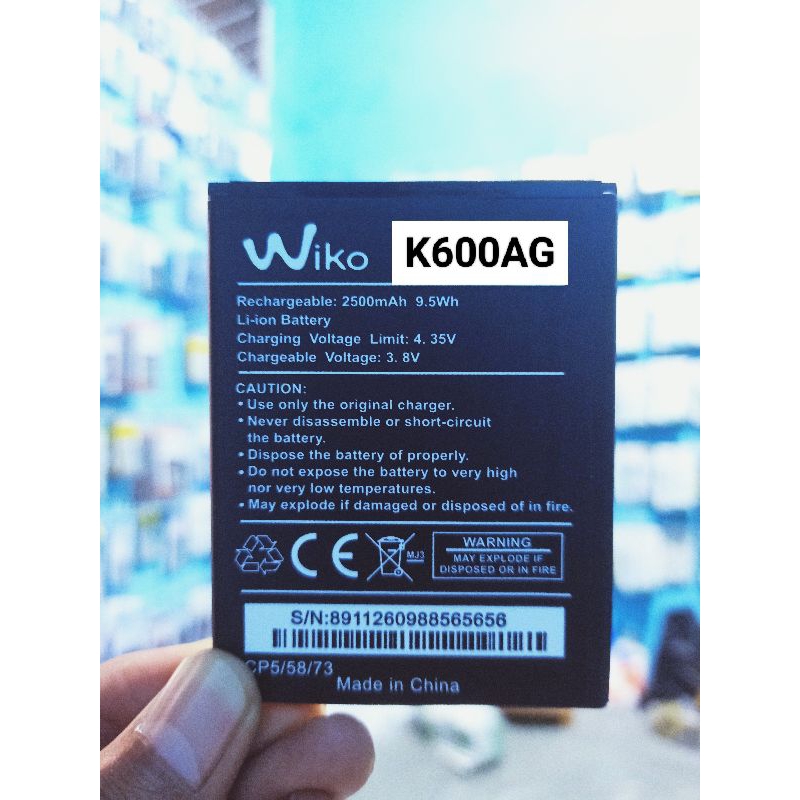 Wiko K600AG
Rechargeable: 2500mAh 9.5Wh
Li-ion Battery
Charging Voltage Limit: 4. 35V
Chargeable Voltage: 3. 8V
CAUTION:
• Use only the original charger.
• Never disassemble or short-circuit
the battery.
• Dispose the battery of properly.
• Do not expose the battery to very high
nor very low temperatures.
• May explode if damaged or disposed of in fire.
CE MJ3
WARNING
MAY EXPLODE IF
DISPOSED OR IN FIRE
S/N:8911260988565656
CP5/58/73
Made in China